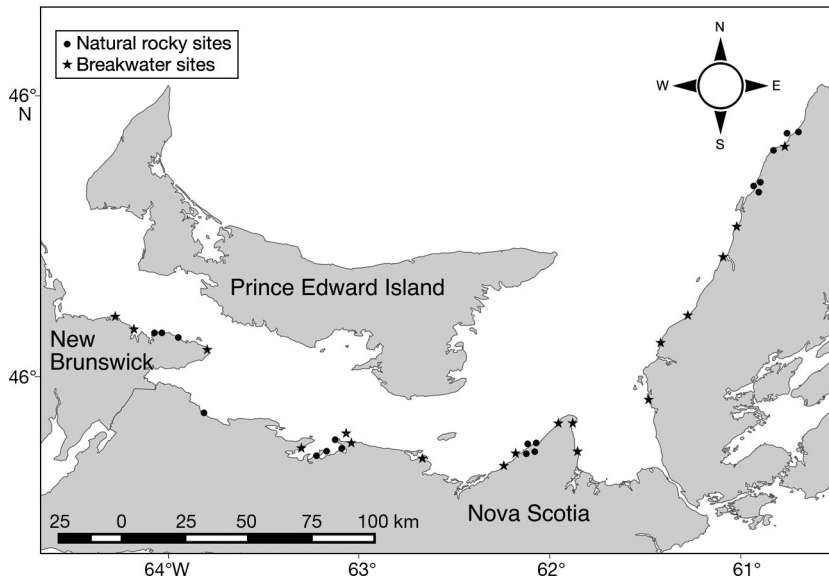 Natural rocky sites
Breakwater sites
N
W
E
S
46°
N
Prince Edward Island
New
Brunswick
46°
Nova Scotia
25 0 25 50 75 100 km
64°W 63° 62° 61°